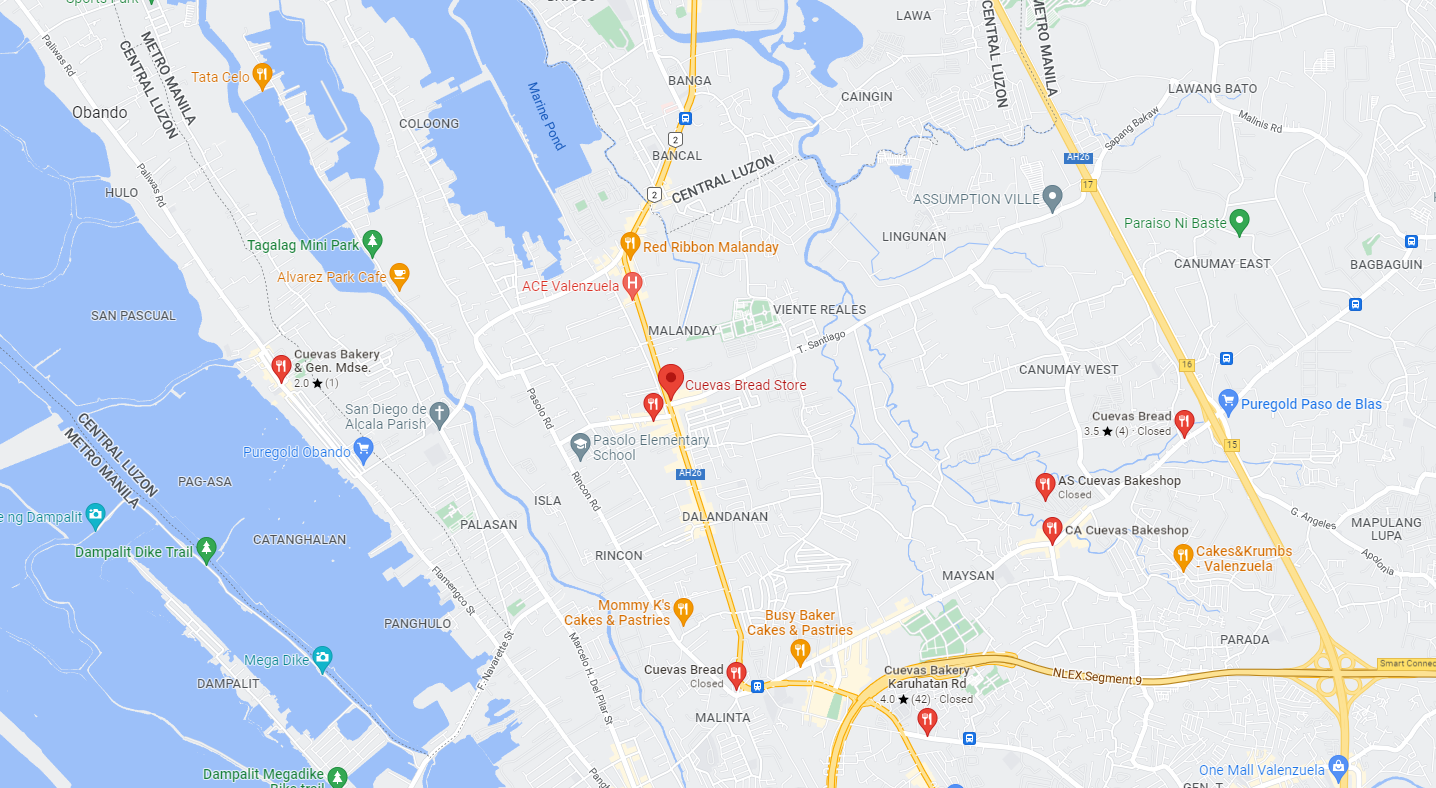 Sports Park
LAWA
CENTRAL LUZON
METRO MANILA
Paliwas Rd
METRO MANILA
CENTRAL LUZON
Tata Celo
BANGA
CAINGIN
LAWANG BATO
Marine Pond
Obando
COLOONG
Malinis Rd
Sapang Bakaw
2
BANCAL
AH26
CENTRAL LUZON
17
Paliwas Rd
HULO
2
ASSUMPTION VILLE
Paraiso Ni Baste
Tagalag Mini Park
Red Ribbon Malanday
LINGUNAN
CANUMAY EAST
BAGBAGUIN
Alvarez Park Cafe
ACE Valenzuela
SAN PASCUAL
VIENTE REALES
MALANDAY
T. Santiago
Cuevas Bakery
& Gen. Mdse.
2.0 ★ (1)
16
CANUMAY WEST
Cuevas Bread Store
Pasolo Rd
San Diego de
Alcala Parish
Puregold Paso de Blas
Cuevas Bread
3.5 ★ (4) · Closed
CENTRAL LUZON
METRO MANILA
Puregold Obando
Pasolo Elementary
School
15
PAG-ASA
AH26
Rincon Rd
AS Cuevas Bakeshop
Closed
ISLA
e ng Dampalit
PALASAN
DALANDANAN
G. Angeles
MAPULANG
LUPA
CA Cuevas Bakeshop
CATANGHALAN
Dampalit Dike Trail
RINCON
Cakes&Krumbs
- Valenzuela
Apolonia
Flamengco St
MAYSAN
Mommy K's
Cakes & Pastries
Busy Baker
Cakes & Pastries
PANGHULO
PARADA
F. Navarette St
Marcelo H. Del Pilar St
Mega Dike
Cuevas Bread
Closed
Cuevas Bakery
Karuhatan Rd
4.0 ★ (42) · Closed
NLEX Segment 9
Smart Connec
DAMPALIT
MALINTA
Dampalit Megadike
Bike trail
One Mall Valenzuela
GEN. T